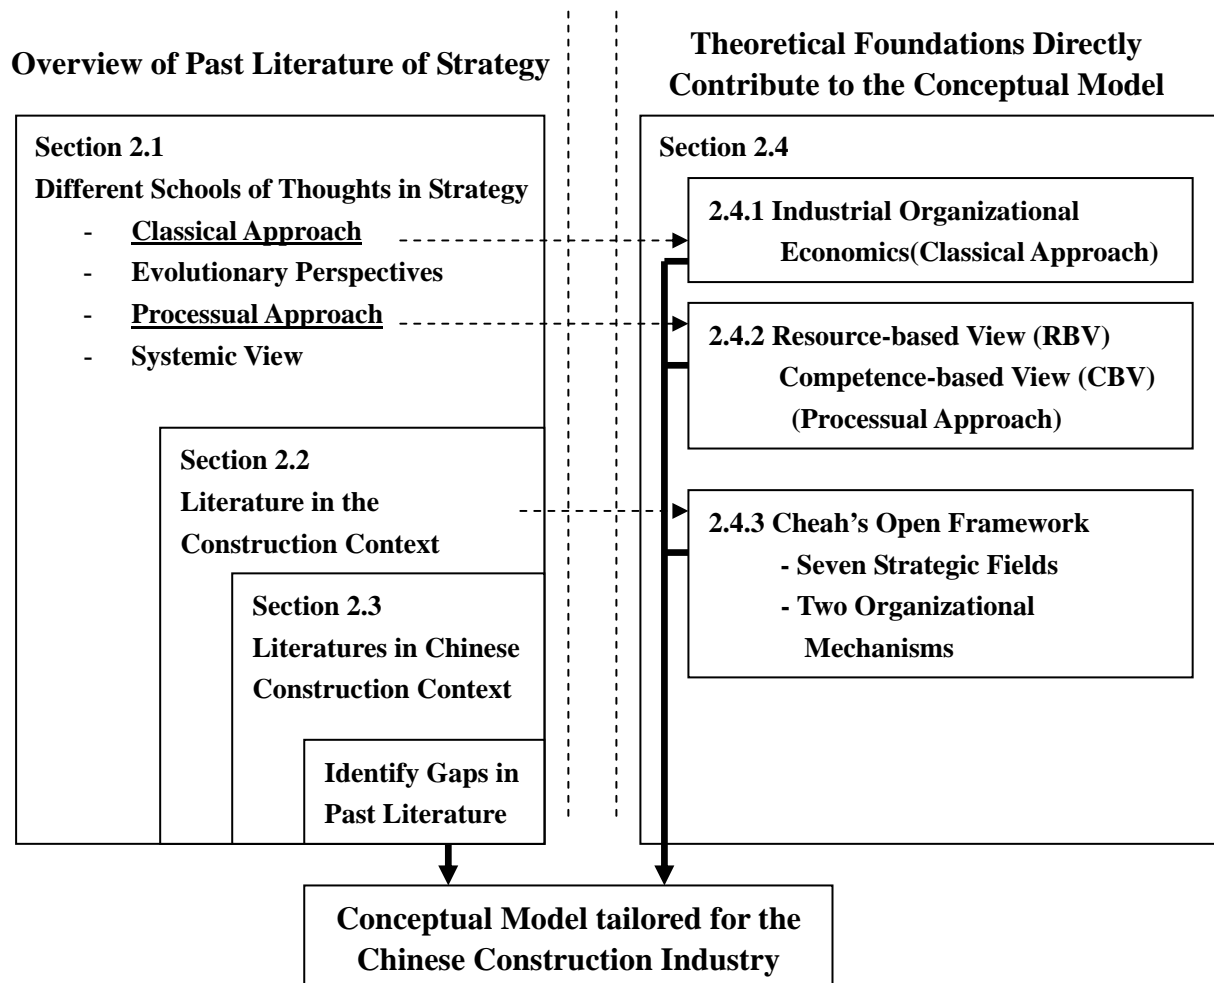 Overview of Past Literature of Strategy
Section 2.1
Different Schools of Thoughts in Strategy
- Classical Approach
- Evolutionary Perspectives
- Processual Approach
- Systemic View
Section 2.2
Literature in the
Construction Context
Section 2.3
Literatures in Chinese
Construction Context
Identify Gaps in
Past Literature
Theoretical Foundations Directly
Contribute to the Conceptual Model
Section 2.4
2.4.1 Industrial Organizational
Economics(Classical Approach)
2.4.2 Resource-based View (RBV)
Competence-based View (CBV)
(Processual Approach)
2.4.3 Cheah’s Open Framework
- Seven Strategic Fields
- Two Organizational
Mechanisms
Conceptual Model tailored for the
Chinese Construction Industry